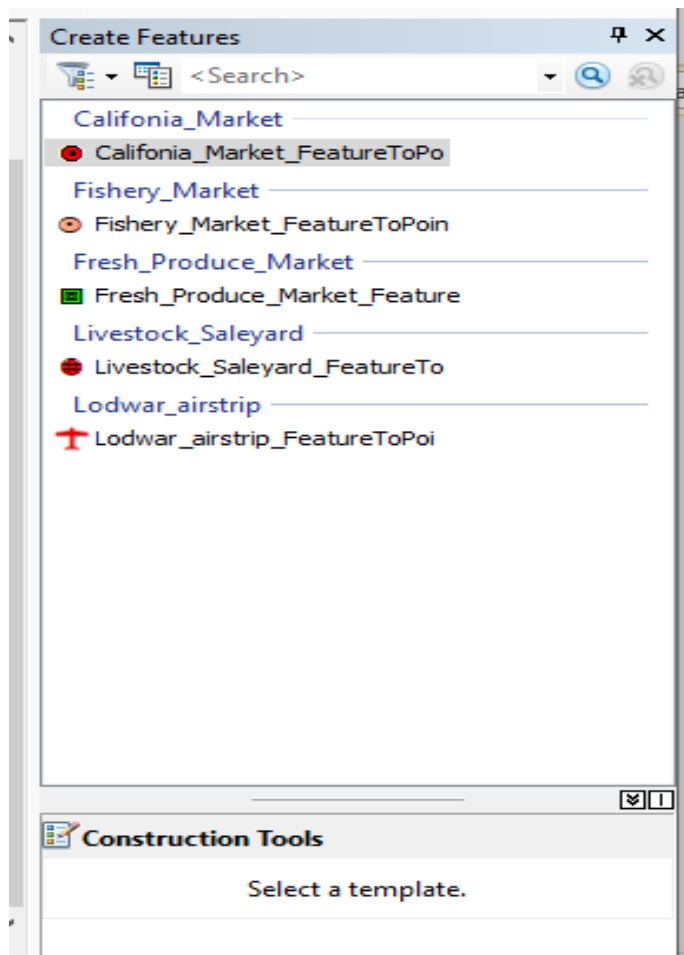 Create Features
<Search>
Califonia_Market
Califonia_Market_FeatureToPo
Fishery_Market
Fishery_Market_FeatureToPoin
Fresh_Produce_Market
Fresh_Produce_Market_Feature
Livestock_Saleyard
Livestock_Saleyard_FeatureTo
Lodwar_airstrip
Lodwar_airstrip_FeatureToPoi
Construction Tools
Select a template.